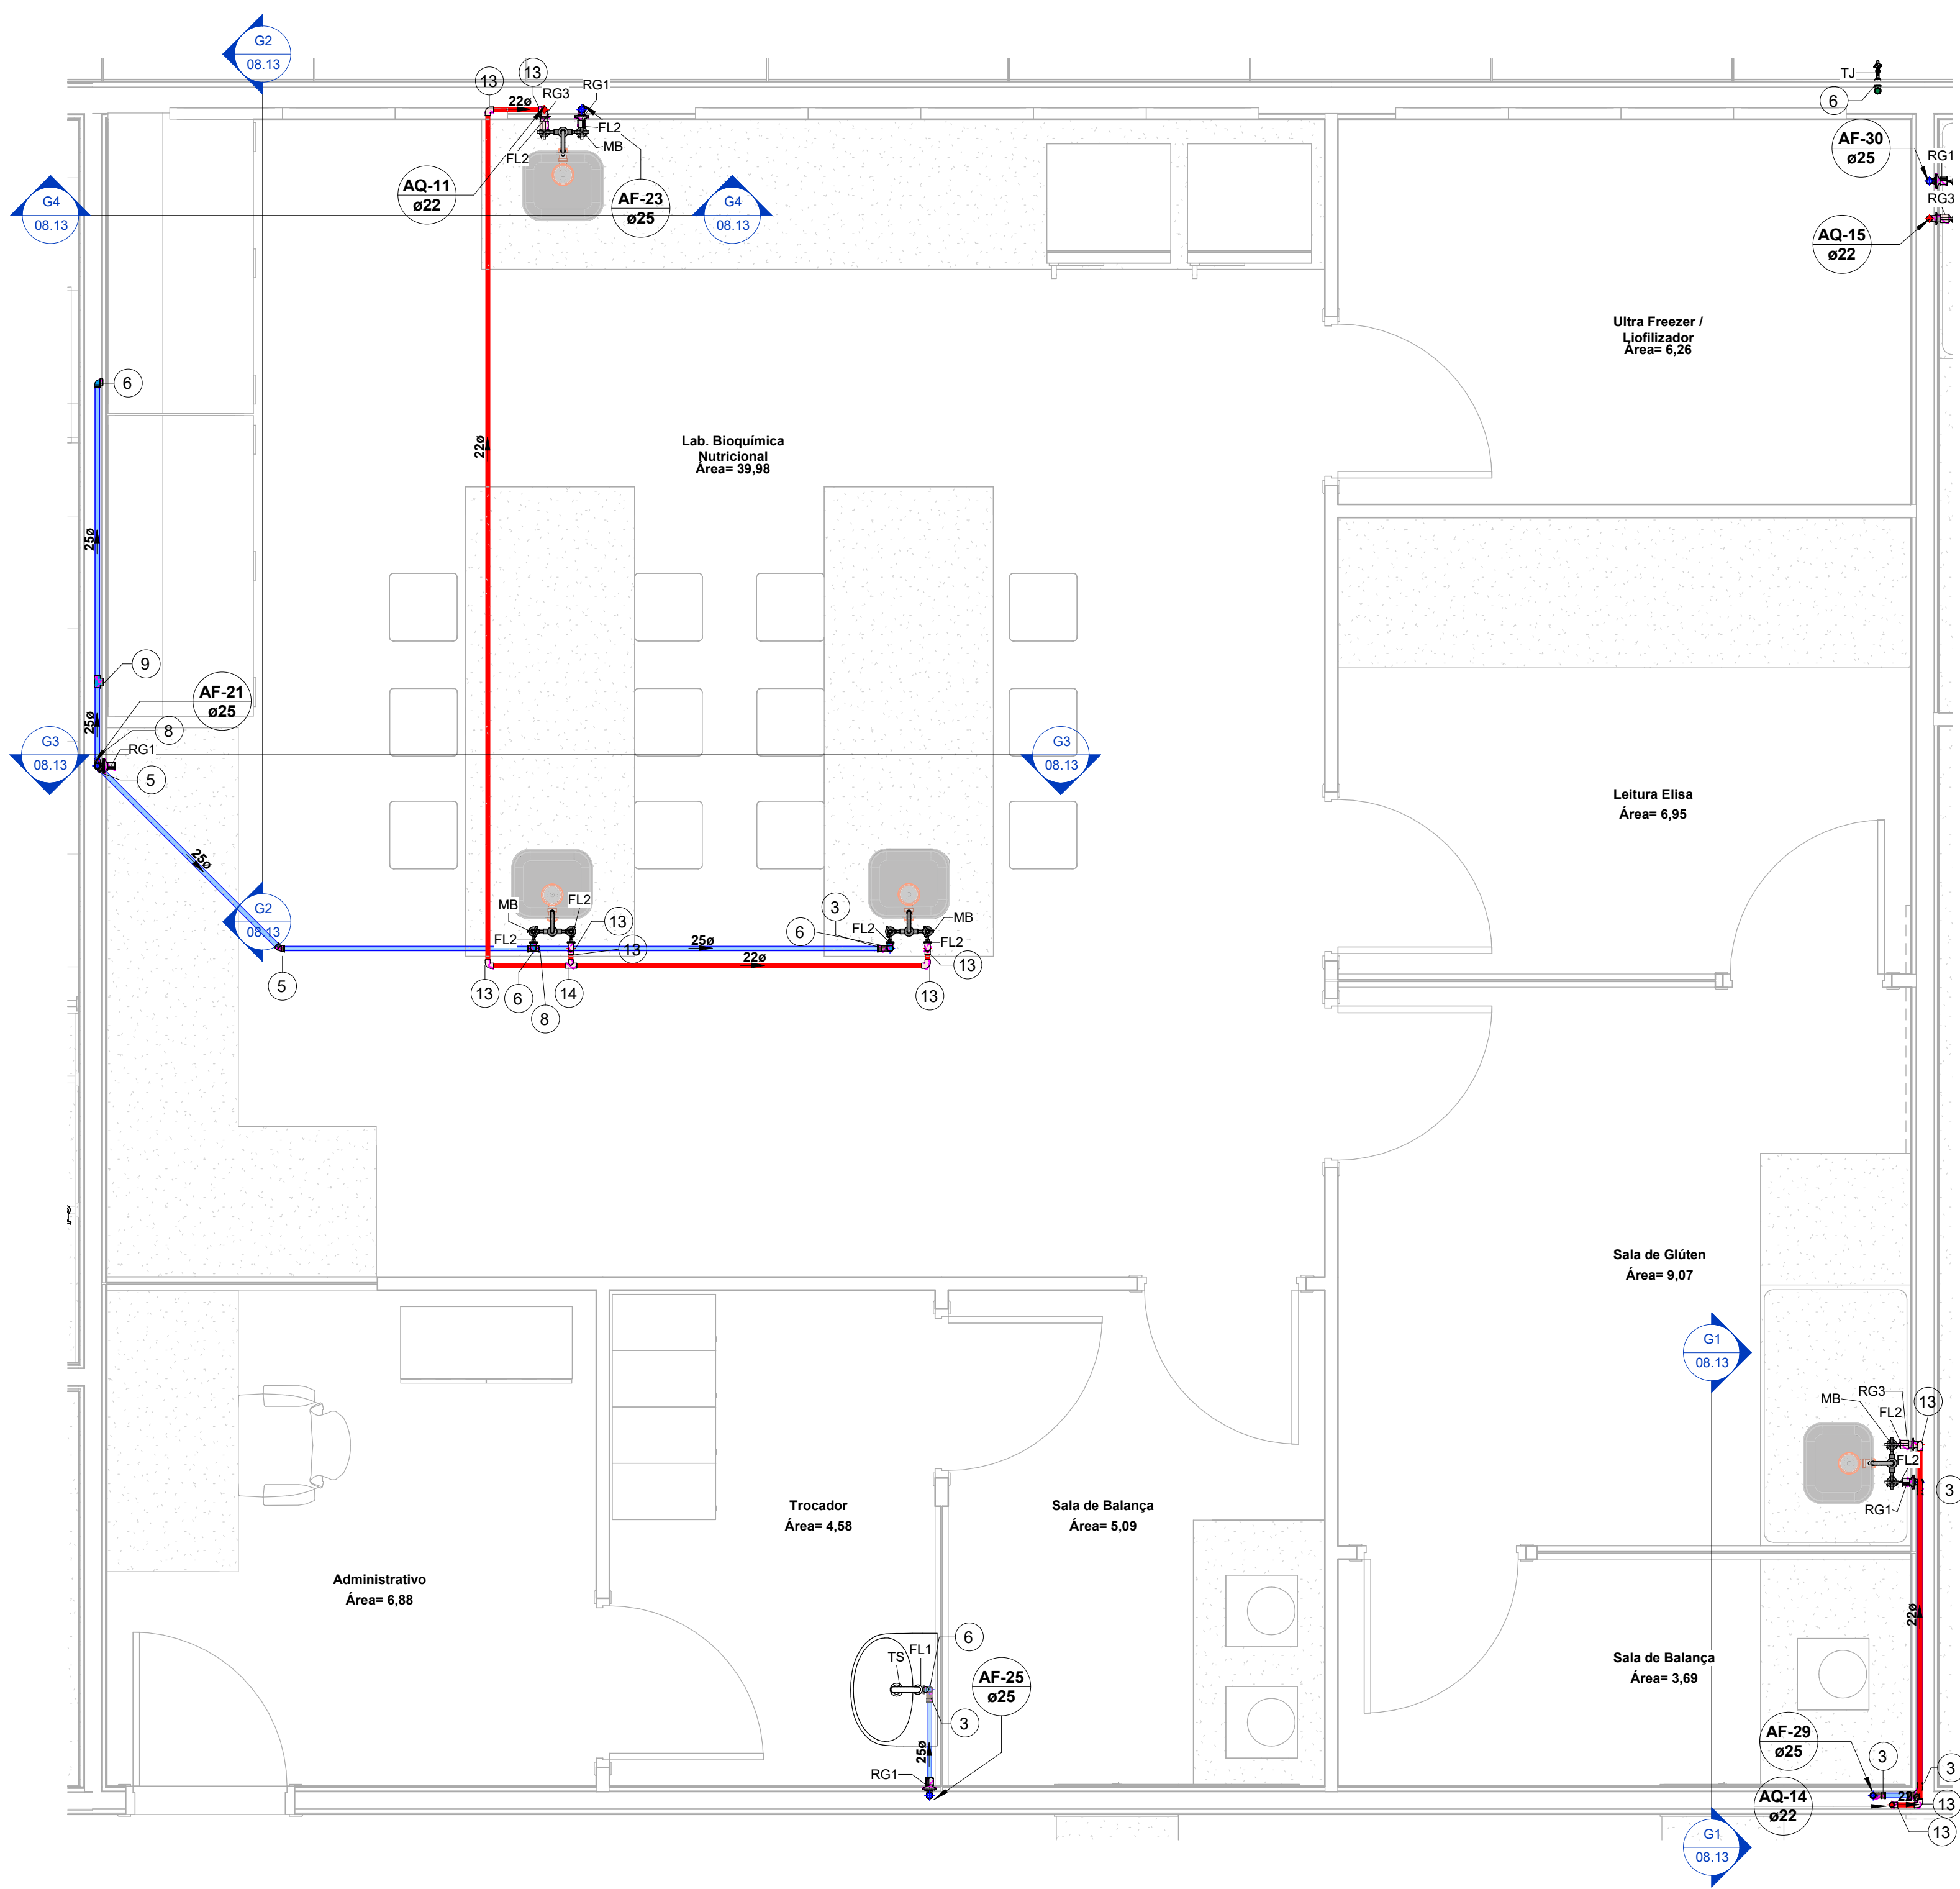 G2
08.13
13
13
RG1
RG3
22ø
FL2
MB
FL2
TJ
6
AF-30
ø25
RG1
RG3
AQ-15
ø22
AQ-11
ø22
AF-23
ø25
G4
08.13
G4
08.13
Ultra Freezer /
Liofilizador
Área= 6,26
6
22ø
Lab. Bioquímica
Nutricional
Área= 39,98
25ø
9
AF-21
ø25
25ø
8
RG1
5
G3
08.13
G3
08.13
Leitura Elisa
Área= 6,95
25ø
G2
08.13
MB
FL2
13
FL2
13
25ø
3
6
FL2
MB
FL2
13
22ø
5
13
6
14
8
13
Sala de Glúten
Área= 9,07
G1
08.13
RG3
MB
FL2
13
FL2
3
RG1
Trocador
Área= 4,58
Sala de Balança
Área= 5,09
Administrativo
Área= 6,88
22ø
6
FL1
TS
AF-25
ø25
3
25ø
RG1
Sala de Balança
Área= 3,69
AF-29
ø25
3
3
AQ-14
ø22
22ø
13
13
G1
08.13